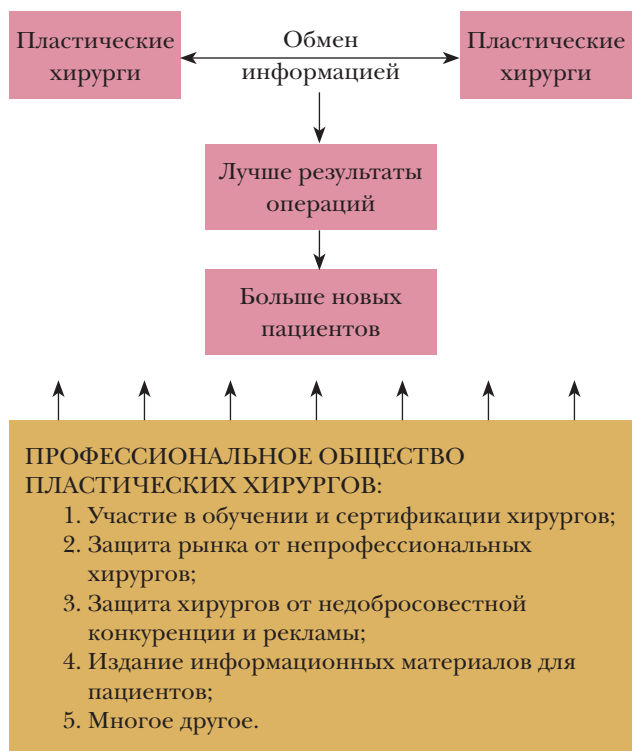 Пластические
хирурги
Обмен
информацией
Пластические
хирурги
Лучше результаты
операций
Больше новых
пациентов
ПРОФЕССИОНАЛЬНОЕ ОБЩЕСТВО
ПЛАСТИЧЕСКИХ ХИРУРГОВ:
1. Участие в обучении и сертификации хирургов;
2. Защита рынка от непрофессиональных
хирургов;
3. Защита хирургов от недобросовестной
конкуренции и рекламы;
4. Издание информационных материалов для
пациентов;
5. Многое другое.